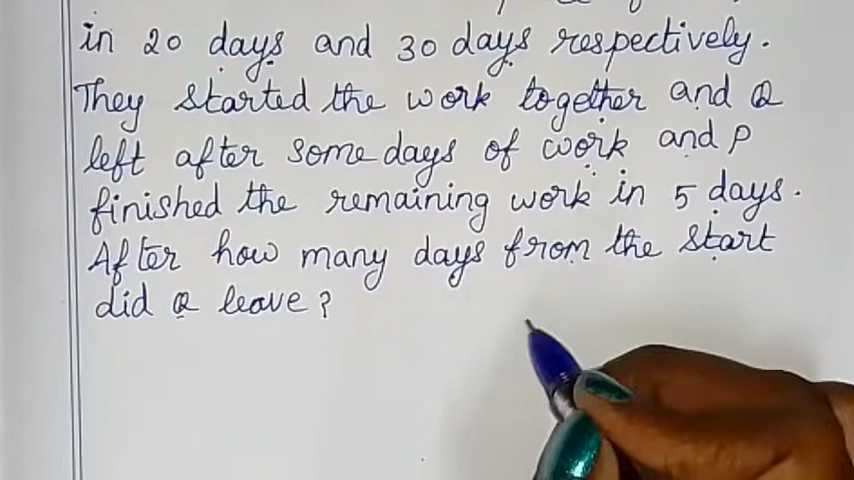 in 20 days and 30 days respectively.
They started the work together and Q
left after some days of work and P
finished the remaining work in 5 days.
After how many days from the start
did Q leave?